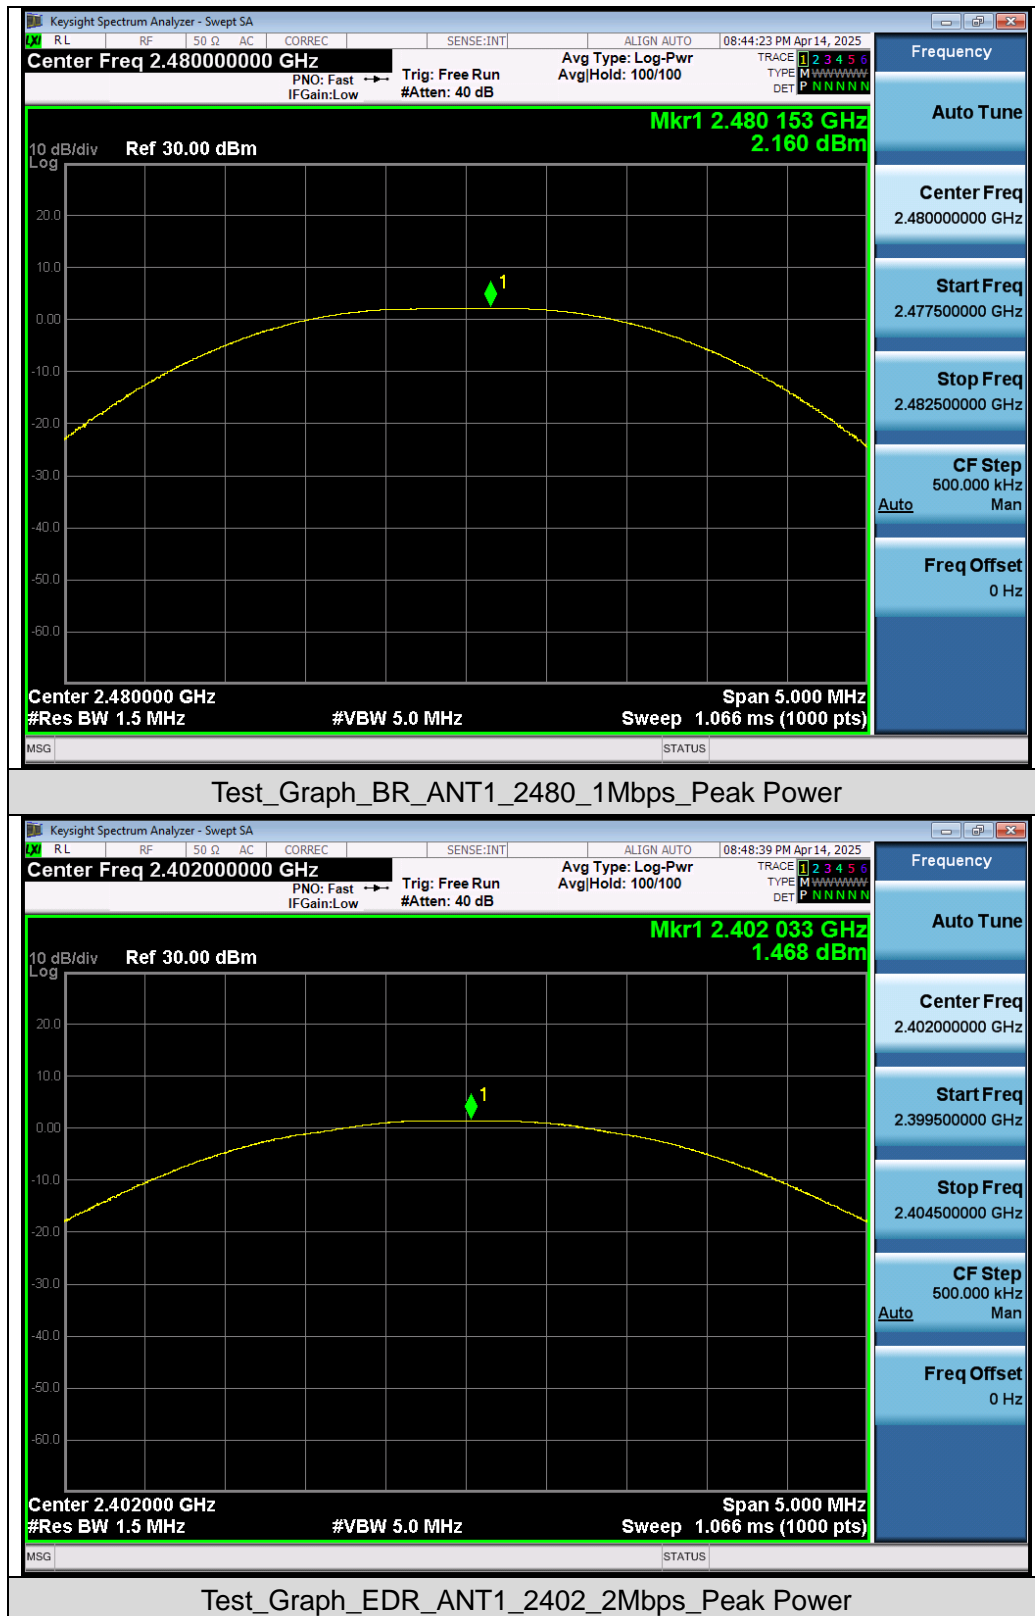 Keysight Spectrum Analyzer - Swept SA
LXI RL RF 50 Ω AC CORREC SENSE:INT ALIGN AUTO 08:44:23 PM Apr 14, 2025
Center Freq 2.480000000 GHz
PNO: Fast
IFGain:Low
Trig: Free Run
#Atten: 40 dB
Avg Type: Log-Pwr
Avg|Hold: 100/100
TRACE 1 2 3 4 5 6
TYPE M WWWWW
DET P N N N N N
Mkr1 2.480 153 GHz
2.160 dBm
10 dB/div Ref 30.00 dBm
Log
20.0
10.0
1
0.00
-10.0
-20.0
-30.0
-40.0
-50.0
-60.0
Center 2.480000 GHz Span 5.000 MHz
#Res BW 1.5 MHz #VBW 5.0 MHz Sweep 1.066 ms (1000 pts)
MSG STATUS
Frequency
Auto Tune
Center Freq
2.480000000 GHz
Start Freq
2.477500000 GHz
Stop Freq
2.482500000 GHz
CF Step
500.000 kHz
Auto Man
Freq Offset
0 Hz
Test_Graph_BR_ANT1_2480_1Mbps_Peak Power
Keysight Spectrum Analyzer - Swept SA
LXI RL RF 50 Ω AC CORREC SENSE:INT ALIGN AUTO 08:48:39 PM Apr 14, 2025
Center Freq 2.402000000 GHz
PNO: Fast
IFGain:Low
Trig: Free Run
#Atten: 40 dB
Avg Type: Log-Pwr
Avg|Hold: 100/100
TRACE 1 2 3 4 5 6
TYPE M WWWWW
DET P N N N N N
Mkr1 2.402 033 GHz
1.468 dBm
10 dB/div Ref 30.00 dBm
Log
20.0
10.0
1
0.00
-10.0
-20.0
-30.0
-40.0
-50.0
-60.0
Center 2.402000 GHz Span 5.000 MHz
#Res BW 1.5 MHz #VBW 5.0 MHz Sweep 1.066 ms (1000 pts)
MSG STATUS
Frequency
Auto Tune
Center Freq
2.402000000 GHz
Start Freq
2.399500000 GHz
Stop Freq
2.404500000 GHz
CF Step
500.000 kHz
Auto Man
Freq Offset
0 Hz
Test_Graph_EDR_ANT1_2402_2Mbps_Peak Power